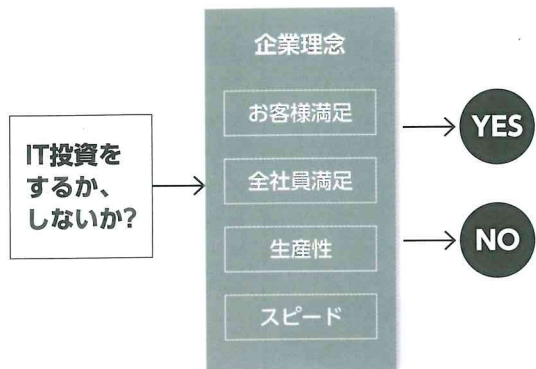 IT投資を
するか、
しないか?
企業理念
お客様満足
全社員満足
生産性
スピード
YES
NO